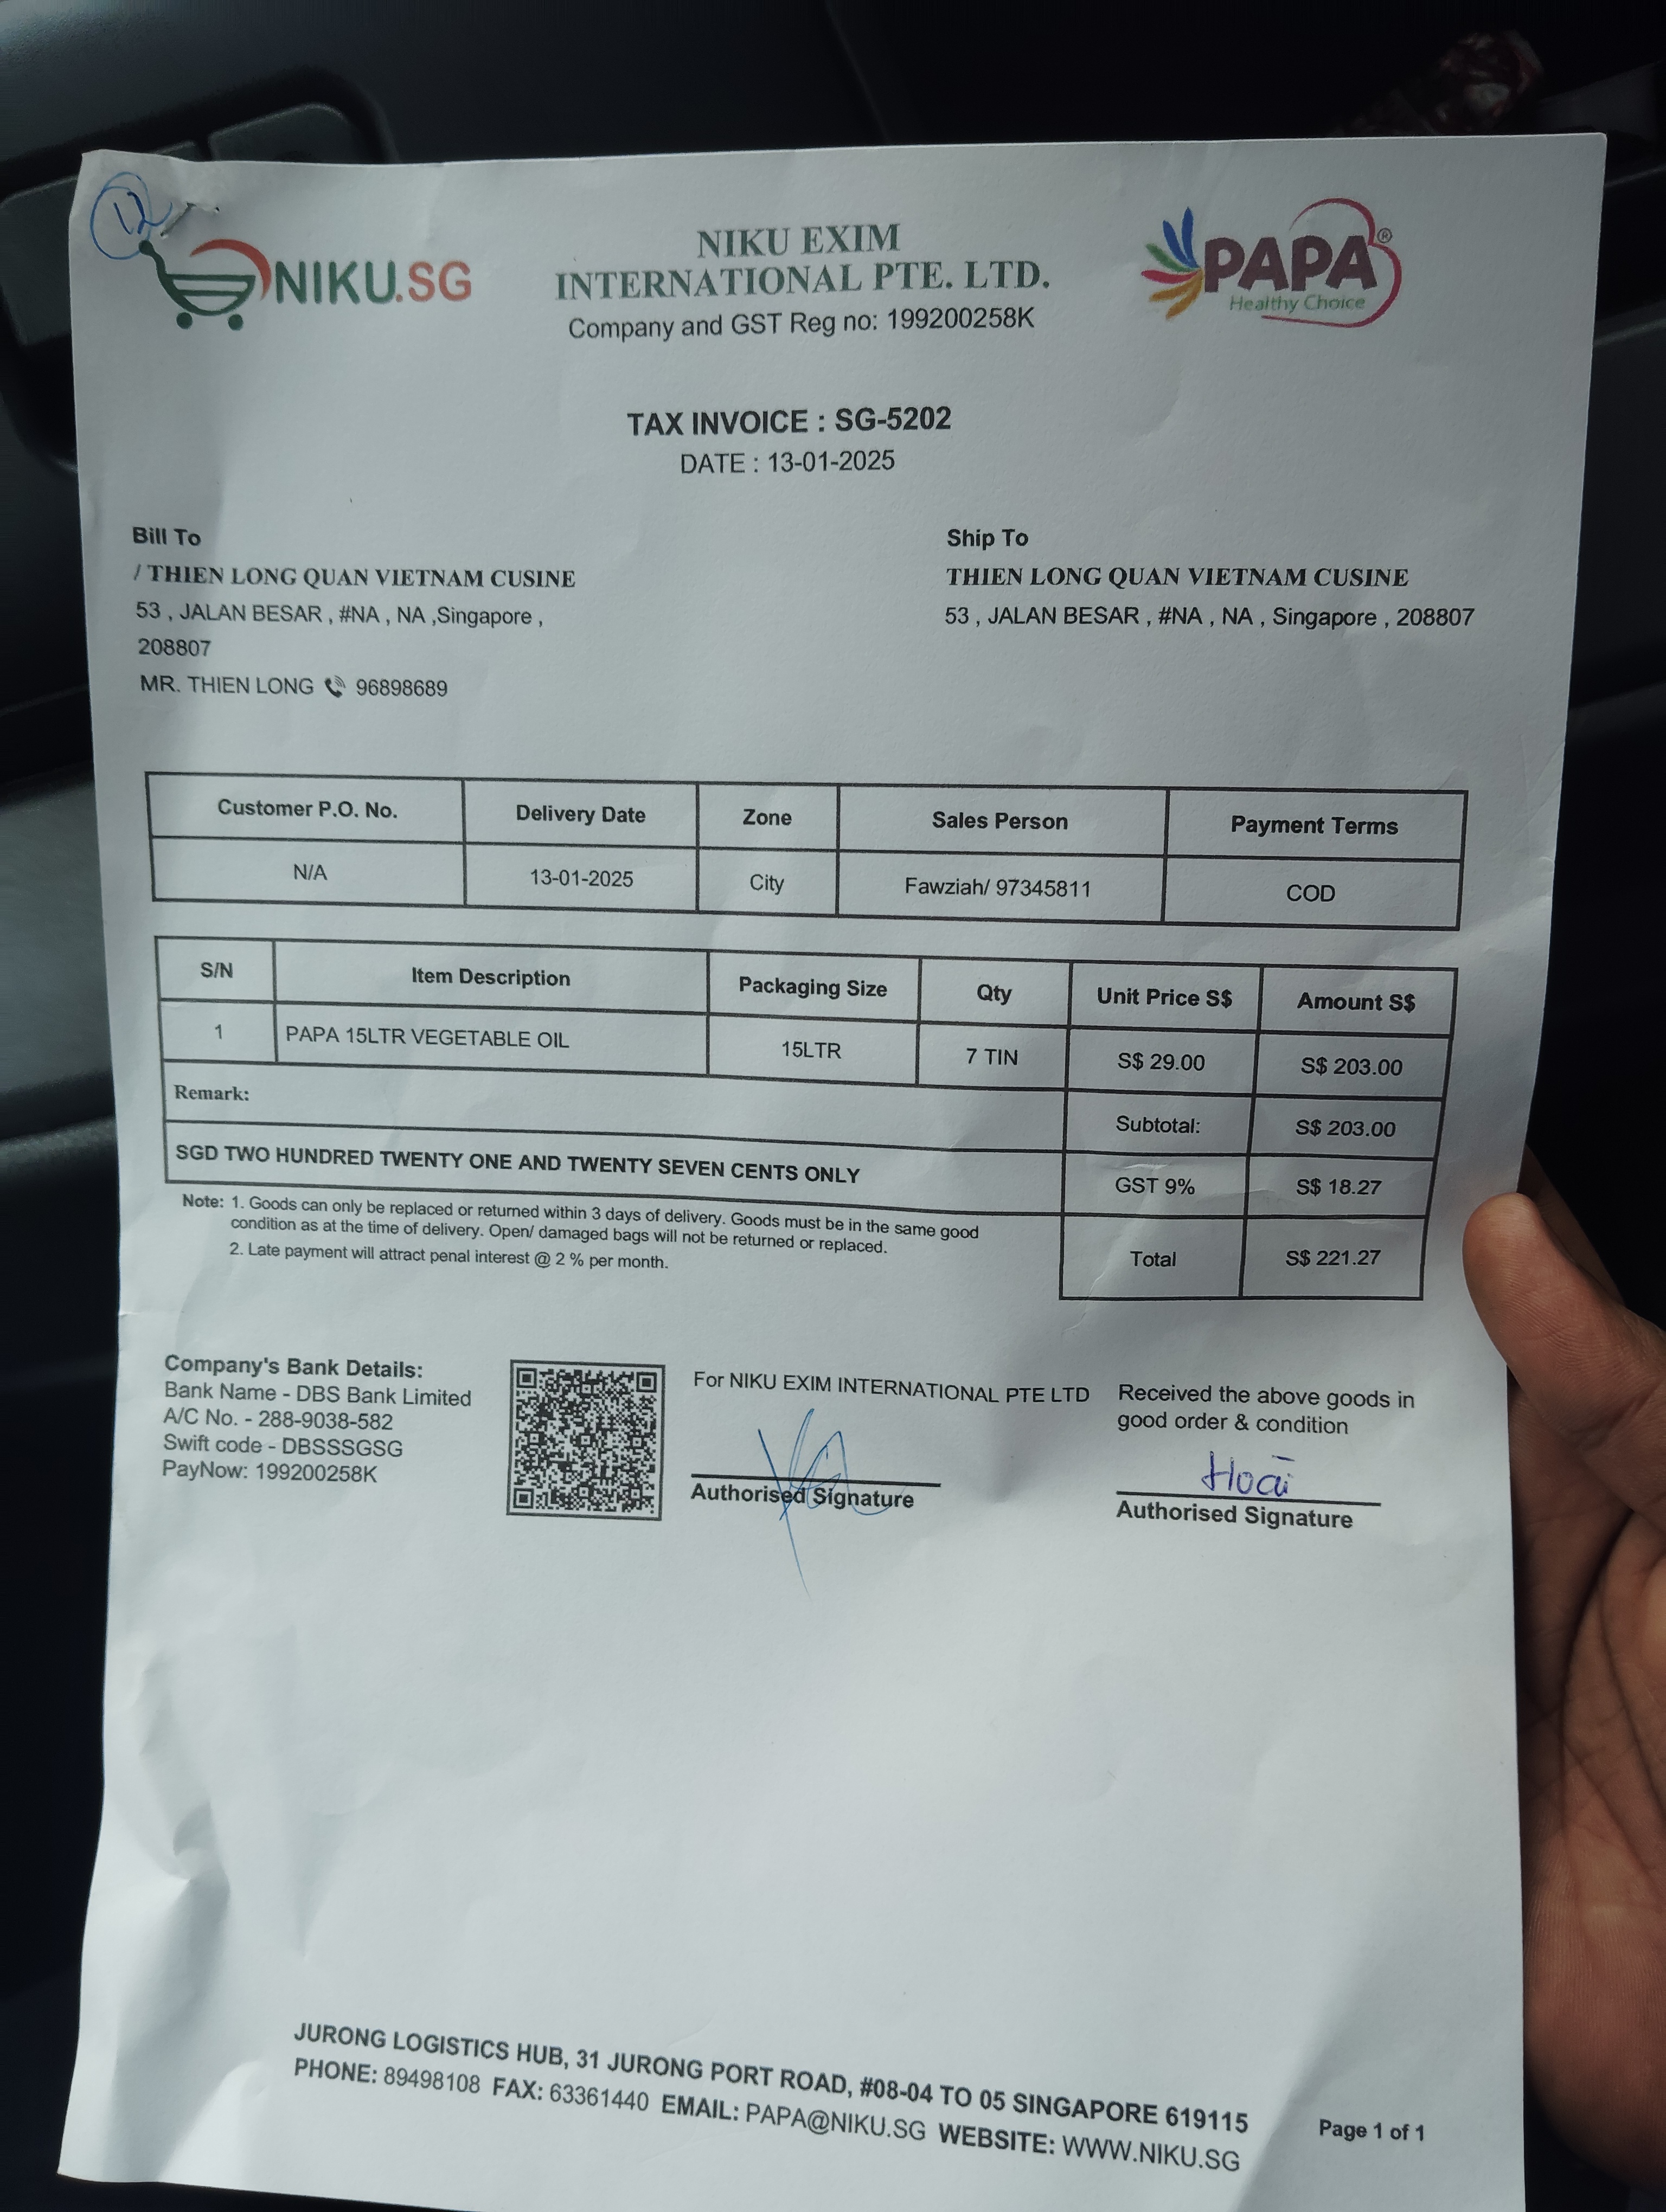 12
NIKU.SG
NIKU EXIM
INTERNATIONAL PTE. LTD.
Company and GST Reg no: 199200258K
PAPA®
Healthy Choice
TAX INVOICE : SG-5202
DATE : 13-01-2025
Bill To
/ THIEN LONG QUAN VIETNAM CUSINE
53 , JALAN BESAR , #NA , NA ,Singapore ,
208807
MR. THIEN LONG 96898689
Ship To
THIEN LONG QUAN VIETNAM CUSINE
53 , JALAN BESAR , #NA , NA , Singapore , 208807
Customer P.O. No. Delivery Date Zone Sales Person Payment Terms
N/A 13-01-2025 City Fawziah/ 97345811 COD
S/N Item Description Packaging Size Qty Unit Price S$ Amount S$
1 PAPA 15LTR VEGETABLE OIL 15LTR 7 TIN S$ 29.00 S$ 203.00
Remark: Subtotal: S$ 203.00
SGD TWO HUNDRED TWENTY ONE AND TWENTY SEVEN CENTS ONLY GST 9% S$ 18.27
Total S$ 221.27
Note: 1. Goods can only be replaced or returned within 3 days of delivery. Goods must be in the same good
condition as at the time of delivery. Open/ damaged bags will not be returned or replaced.
2. Late payment will attract penal interest @ 2 % per month.
Company's Bank Details:
Bank Name - DBS Bank Limited
A/C No. - 288-9038-582
Swift code - DBSSSGSG
PayNow: 199200258K
For NIKU EXIM INTERNATIONAL PTE LTD
Authorised Signature
Received the above goods in
good order & condition
Hoài
Authorised Signature
JURONG LOGISTICS HUB, 31 JURONG PORT ROAD, #08-04 TO 05 SINGAPORE 619115
PHONE: 89498108 FAX: 63361440 EMAIL: PAPA@NIKU.SG WEBSITE: WWW.NIKU.SG
Page 1 of 1